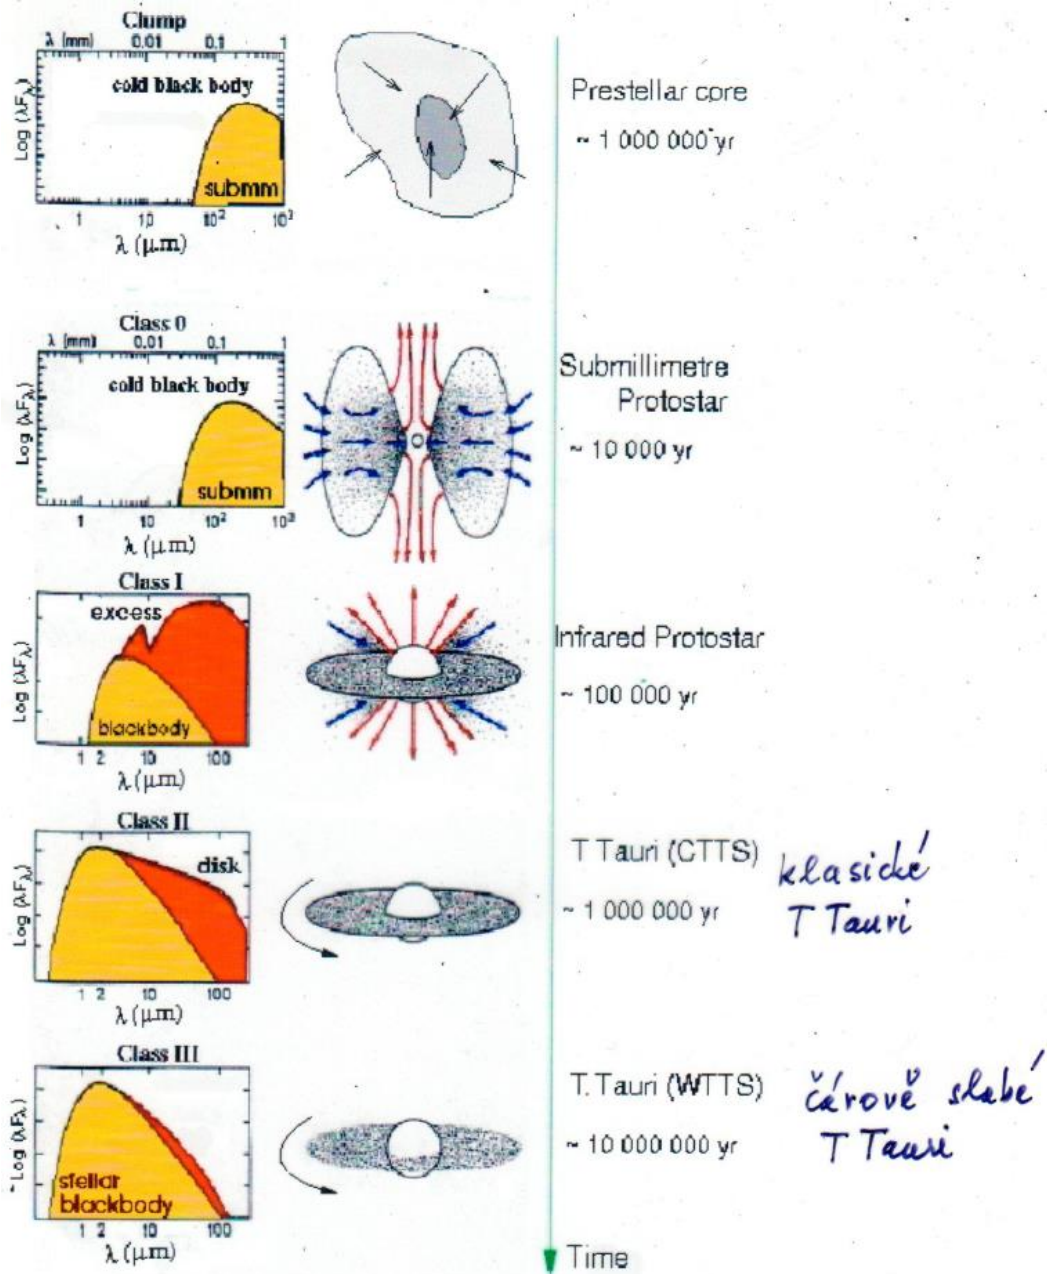 Clump
λ (mm) 0.01 0.1 1
cold black body
submm
Log (λFλ)
1 10 10² 10³
λ (μm)
Prestellar core
~ 1 000 000 yr
Class 0
λ (mm) 0.01 0.1 1
cold black body
submm
Log (λFλ)
1 10 10² 10³
λ (μm)
Submillimetre
Protostar
~ 10 000 yr
Class I
excess
blackbody
Log (λFλ)
1 2 10 100
λ (μm)
Infrared Protostar
~ 100 000 yr
Class II
disk
Log (λFλ)
1 2 10 100
λ (μm)
T Tauri (CTTS)
~ 1 000 000 yr
klasické
T Tauri
Class III
stellar
blackbody
Log (λFλ)
1 2 10 100
λ (μm)
T Tauri (WTTS)
~ 10 000 000 yr
čárově slabé
T Tauri
Time